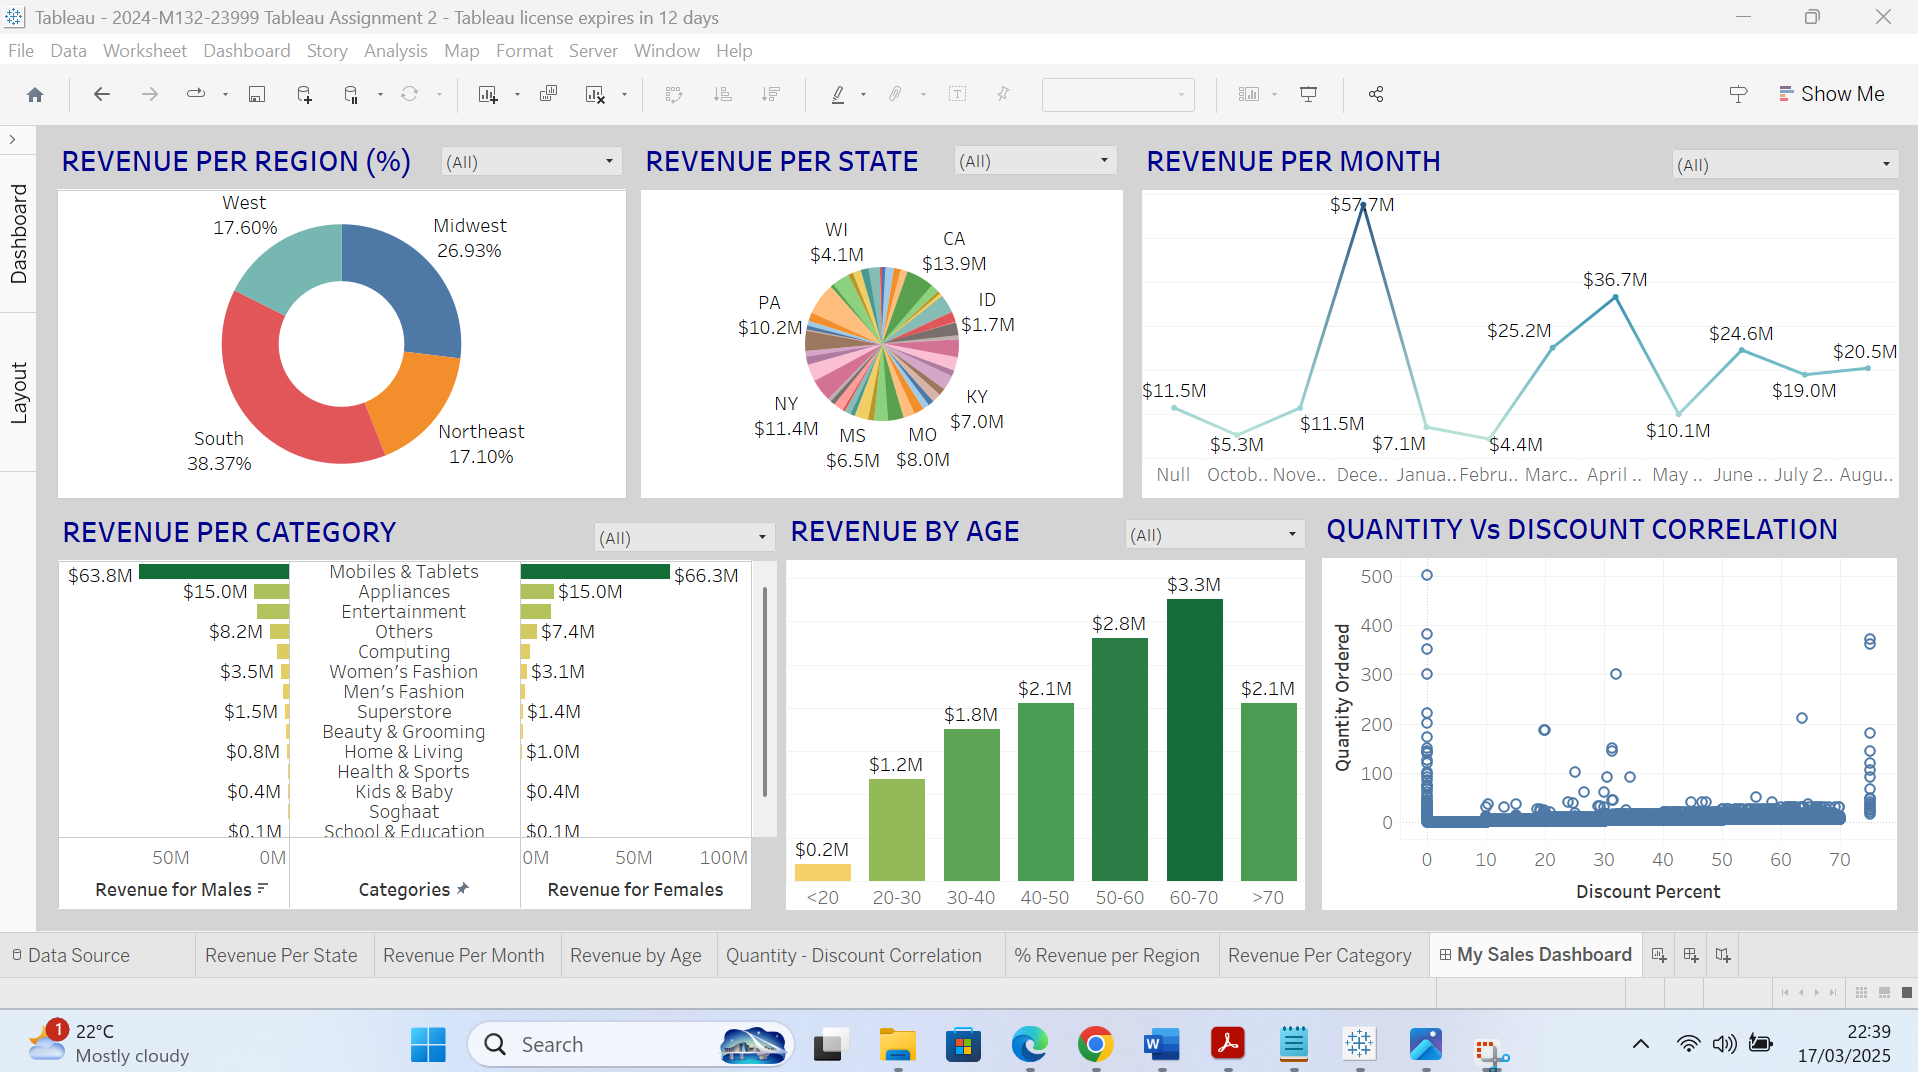 Tableau - 2024-M132-23999 Tableau Assignment 2 - Tableau license expires in 12 days
File Data Worksheet Dashboard Story Analysis Map Format Server Window Help
Show Me
Dashboard
Layout
REVENUE PER REGION (%)
(All)
West
17.60%
Midwest
26.93%
South
38.37%
Northeast
17.10%
REVENUE PER STATE
(All)
WI
$4.1M
CA
$13.9M
PA
$10.2M
ID
$1.7M
NY
$11.4M
KY
$7.0M
MS
$6.5M
MO
$8.0M
REVENUE PER MONTH
(All)
$57.7M
$36.7M
$25.2M
$24.6M
$20.5M
$11.5M
$19.0M
$11.5M
$5.3M
$7.1M
$4.4M
$10.1M
Null Octob.. Nove.. Dece.. Janua.. Febru.. Marc.. April .. May .. June .. July 2.. Augu..
REVENUE PER CATEGORY
(All)
$63.8M Mobiles & Tablets $66.3M
$15.0M Appliances $15.0M
Entertainment
$8.2M Others $7.4M
Computing
$3.5M Women's Fashion $3.1M
Men's Fashion
$1.5M Superstore $1.4M
Beauty & Grooming
$0.8M Home & Living $1.0M
Health & Sports
$0.4M Kids & Baby $0.4M
Soghaat
$0.1M School & Education $0.1M
50M 0M 0M 50M 100M
Revenue for Males Categories Revenue for Females
REVENUE BY AGE
(All)
$3.3M
$2.8M
$2.1M
$2.1M
$1.8M
$1.2M
$0.2M
<20 20-30 30-40 40-50 50-60 60-70 >70
QUANTITY Vs DISCOUNT CORRELATION
Quantity Ordered
500
400
300
200
100
0
0 10 20 30 40 50 60 70
Discount Percent
Data Source Revenue Per State Revenue Per Month Revenue by Age Quantity - Discount Correlation % Revenue per Region Revenue Per Category My Sales Dashboard
1
22°C
Mostly cloudy
Search
22:39
17/03/2025